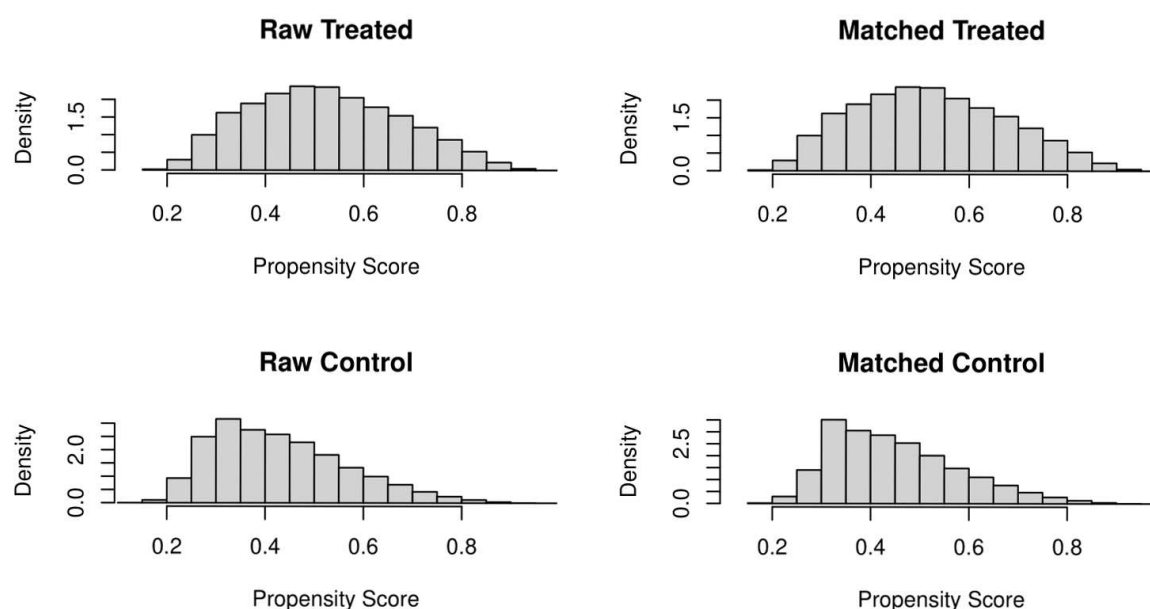 Raw Treated
Density
0.0 1.5
0.2 0.4 0.6 0.8
Propensity Score
Matched Treated
Density
0.0 1.5
0.2 0.4 0.6 0.8
Propensity Score
Raw Control
Density
0.0 2.0
0.2 0.4 0.6 0.8
Propensity Score
Matched Control
Density
0.0 2.5
0.2 0.4 0.6 0.8
Propensity Score